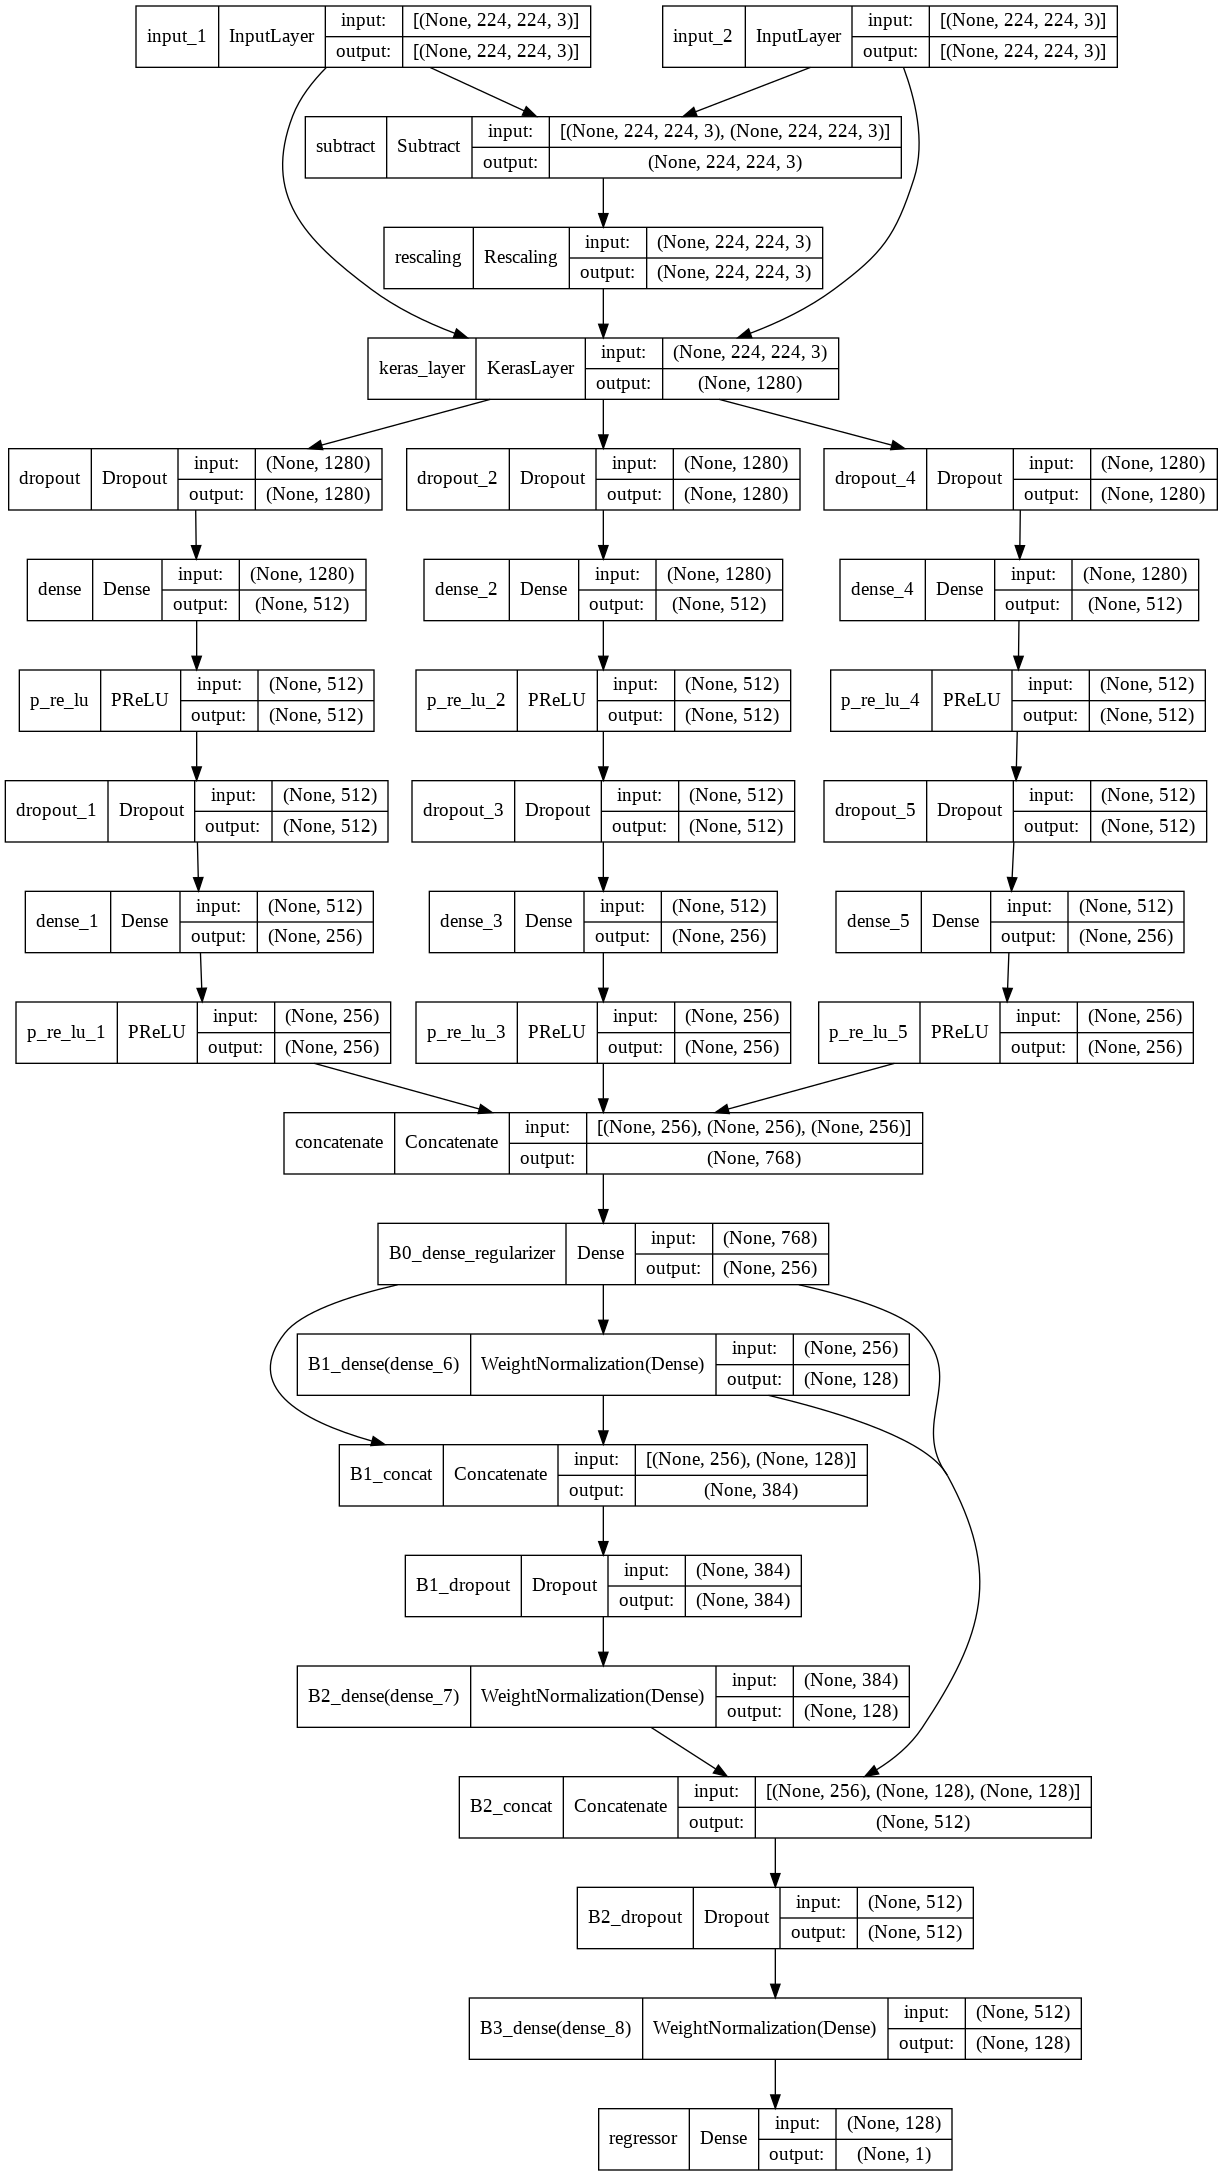 input_1 InputLayer input: [(None, 224, 224, 3)]
output: [(None, 224, 224, 3)]
input_2 InputLayer input: [(None, 224, 224, 3)]
output: [(None, 224, 224, 3)]
subtract Subtract input: [(None, 224, 224, 3), (None, 224, 224, 3)]
output: (None, 224, 224, 3)
rescaling Rescaling input: (None, 224, 224, 3)
output: (None, 224, 224, 3)
keras_layer KerasLayer input: (None, 224, 224, 3)
output: (None, 1280)
dropout Dropout input: (None, 1280)
output: (None, 1280)
dropout_2 Dropout input: (None, 1280)
output: (None, 1280)
dropout_4 Dropout input: (None, 1280)
output: (None, 1280)
dense Dense input: (None, 1280)
output: (None, 512)
dense_2 Dense input: (None, 1280)
output: (None, 512)
dense_4 Dense input: (None, 1280)
output: (None, 512)
p_re_lu PReLU input: (None, 512)
output: (None, 512)
p_re_lu_2 PReLU input: (None, 512)
output: (None, 512)
p_re_lu_4 PReLU input: (None, 512)
output: (None, 512)
dropout_1 Dropout input: (None, 512)
output: (None, 512)
dropout_3 Dropout input: (None, 512)
output: (None, 512)
dropout_5 Dropout input: (None, 512)
output: (None, 512)
dense_1 Dense input: (None, 512)
output: (None, 256)
dense_3 Dense input: (None, 512)
output: (None, 256)
dense_5 Dense input: (None, 512)
output: (None, 256)
p_re_lu_1 PReLU input: (None, 256)
output: (None, 256)
p_re_lu_3 PReLU input: (None, 256)
output: (None, 256)
p_re_lu_5 PReLU input: (None, 256)
output: (None, 256)
concatenate Concatenate input: [(None, 256), (None, 256), (None, 256)]
output: (None, 768)
B0_dense_regularizer Dense input: (None, 768)
output: (None, 256)
B1_dense(dense_6) WeightNormalization(Dense) input: (None, 256)
output: (None, 128)
B1_concat Concatenate input: [(None, 256), (None, 128)]
output: (None, 384)
B1_dropout Dropout input: (None, 384)
output: (None, 384)
B2_dense(dense_7) WeightNormalization(Dense) input: (None, 384)
output: (None, 128)
B2_concat Concatenate input: [(None, 256), (None, 128), (None, 128)]
output: (None, 512)
B2_dropout Dropout input: (None, 512)
output: (None, 512)
B3_dense(dense_8) WeightNormalization(Dense) input: (None, 512)
output: (None, 128)
regressor Dense input: (None, 128)
output: (None, 1)